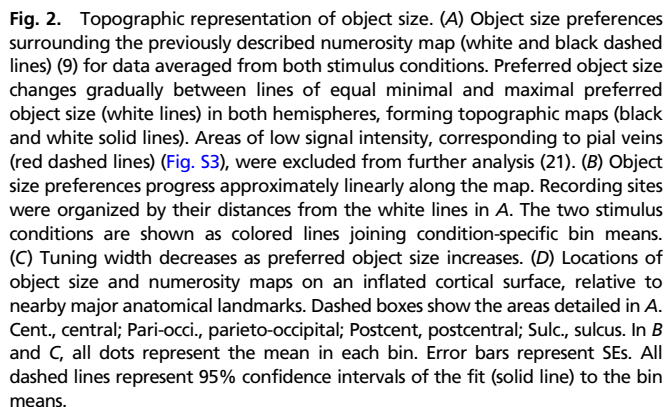 Fig. 2. Topographic representation of object size. (A) Object size preferences
surrounding the previously described numerosity map (white and black dashed
lines) (9) for data averaged from both stimulus conditions. Preferred object size
changes gradually between lines of equal minimal and maximal preferred
object size (white lines) in both hemispheres, forming topographic maps (black
and white solid lines). Areas of low signal intensity, corresponding to pial veins
(red dashed lines) (Fig. S3), were excluded from further analysis (21). (B) Object
size preferences progress approximately linearly along the map. Recording sites
were organized by their distances from the white lines in A. The two stimulus
conditions are shown as colored lines joining condition-specific bin means.
(C) Tuning width decreases as preferred object size increases. (D) Locations of
object size and numerosity maps on an inflated cortical surface, relative to
nearby major anatomical landmarks. Dashed boxes show the areas detailed in A.
Cent., central; Pari-occi., parieto-occipital; Postcent, postcentral; Sulc., sulcus. In B
and C, all dots represent the mean in each bin. Error bars represent SEs. All
dashed lines represent 95% confidence intervals of the fit (solid line) to the bin
means.